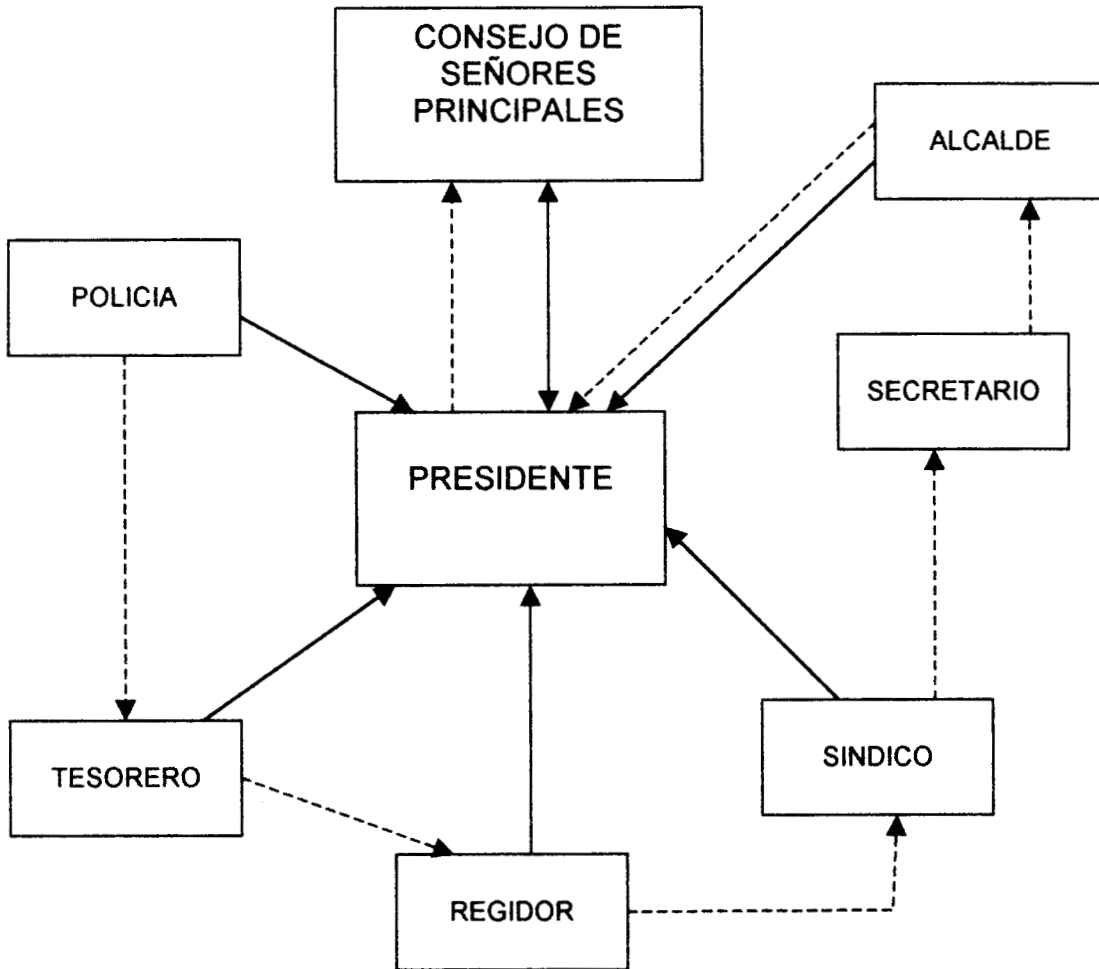 CONSEJO DE
SEÑORES
PRINCIPALES
ALCALDE
POLICIA
SECRETARIO
PRESIDENTE
TESORERO
SINDICO
REGIDOR